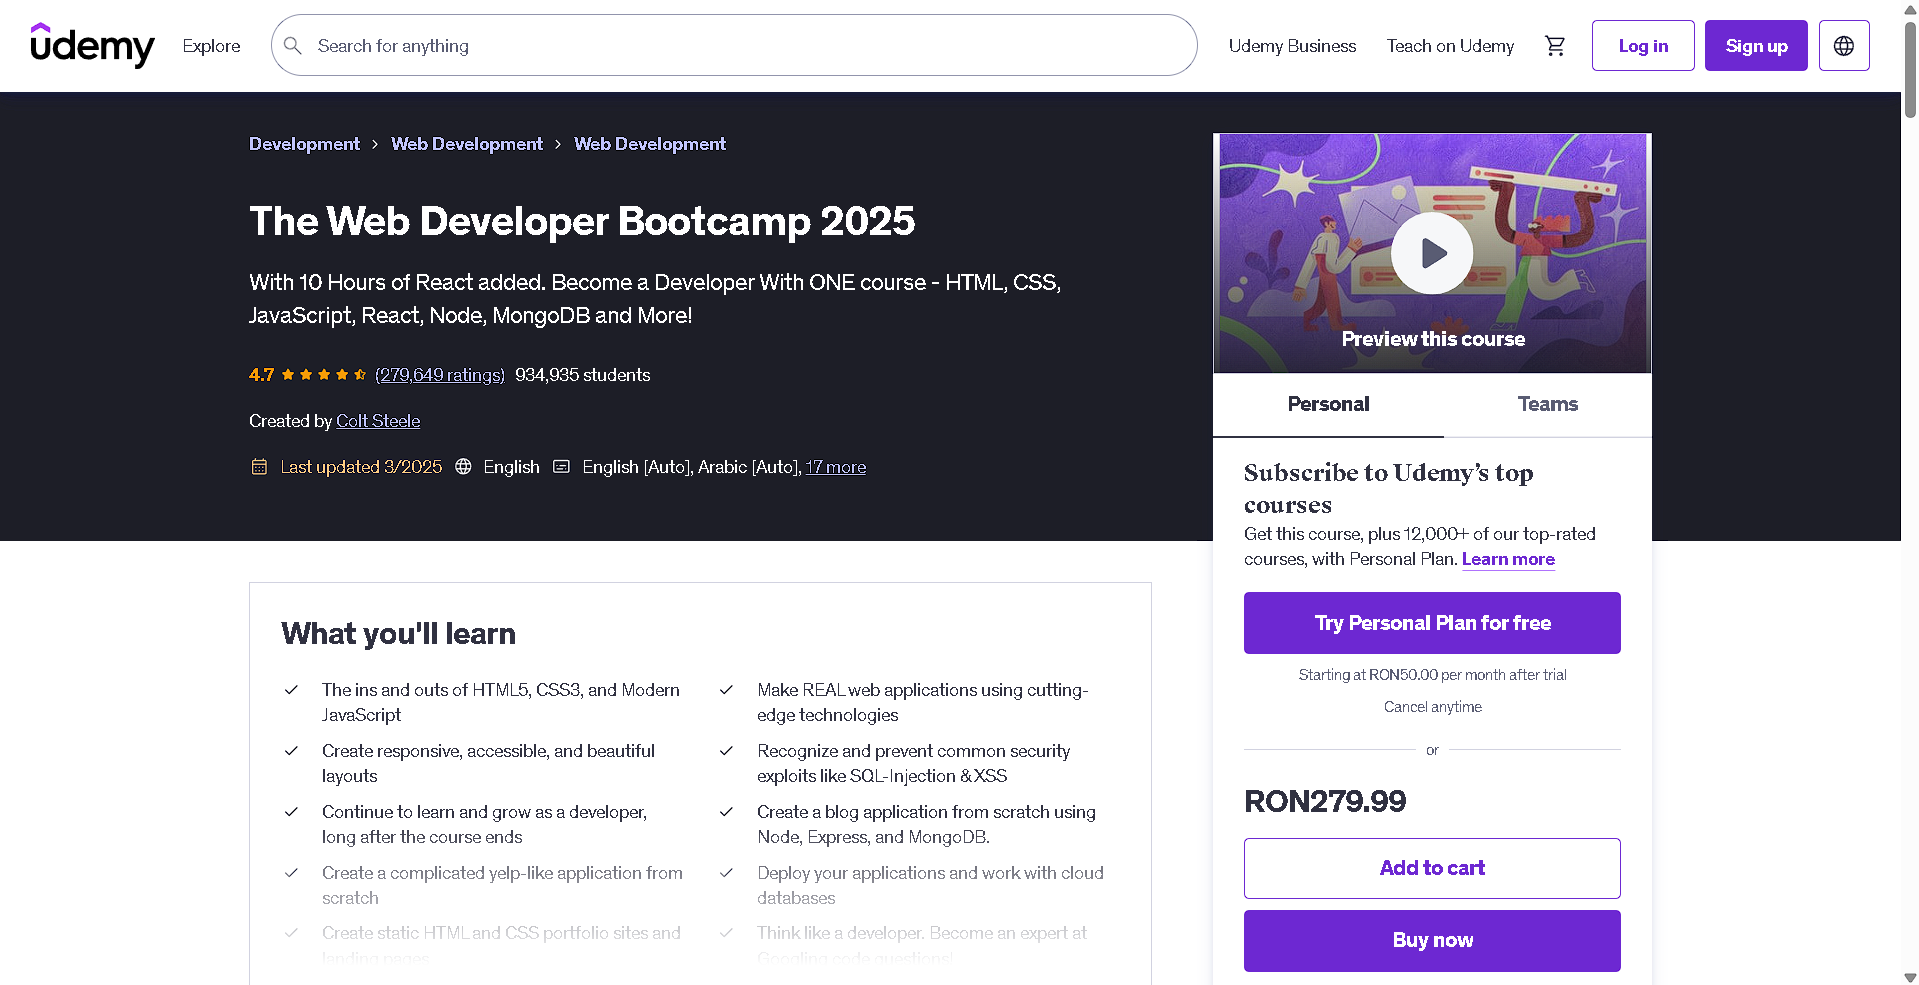 udemy
Explore
Search for anything
Udemy Business
Teach on Udemy
Log in
Sign up
Development > Web Development > Web Development
The Web Developer Bootcamp 2025
With 10 Hours of React added. Become a Developer With ONE course - HTML, CSS,
JavaScript, React, Node, MongoDB and More!
4.7 (279,649 ratings) 934,935 students
Created by Colt Steele
Last updated 3/2025 English English [Auto], Arabic [Auto], 17 more
What you'll learn
The ins and outs of HTML5, CSS3, and Modern
JavaScript
Create responsive, accessible, and beautiful
layouts
Continue to learn and grow as a developer,
long after the course ends
Create a complicated yelp-like application from
scratch
Create static HTML and CSS portfolio sites and
landing pages
Make REAL web applications using cutting-
edge technologies
Recognize and prevent common security
exploits like SQL-Injection & XSS
Create a blog application from scratch using
Node, Express, and MongoDB.
Deploy your applications and work with cloud
databases
Think like a developer. Become an expert at
Googling code questions!
Preview this course
Personal
Teams
Subscribe to Udemy's top
courses
Get this course, plus 12,000+ of our top-rated
courses, with Personal Plan. Learn more
Try Personal Plan for free
Starting at RON50.00 per month after trial
Cancel anytime
or
RON279.99
Add to cart
Buy now